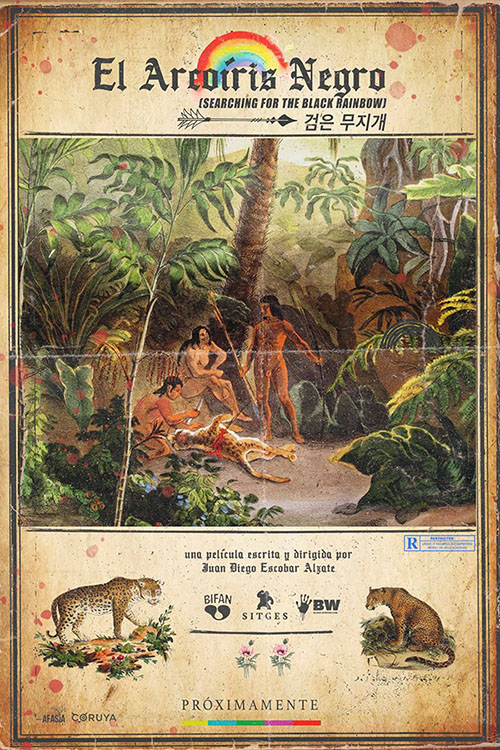 El Arcoíris Negro
(SEARCHING FOR THE BLACK RAINBOW)
검은 무지개
R
RESTRICTED
una película escrita y dirigida por
Juan Diego Escobar Alzate
BIFAN
SITGES
BW
PRÓXIMAMENTE
AFASIA
CORUYA